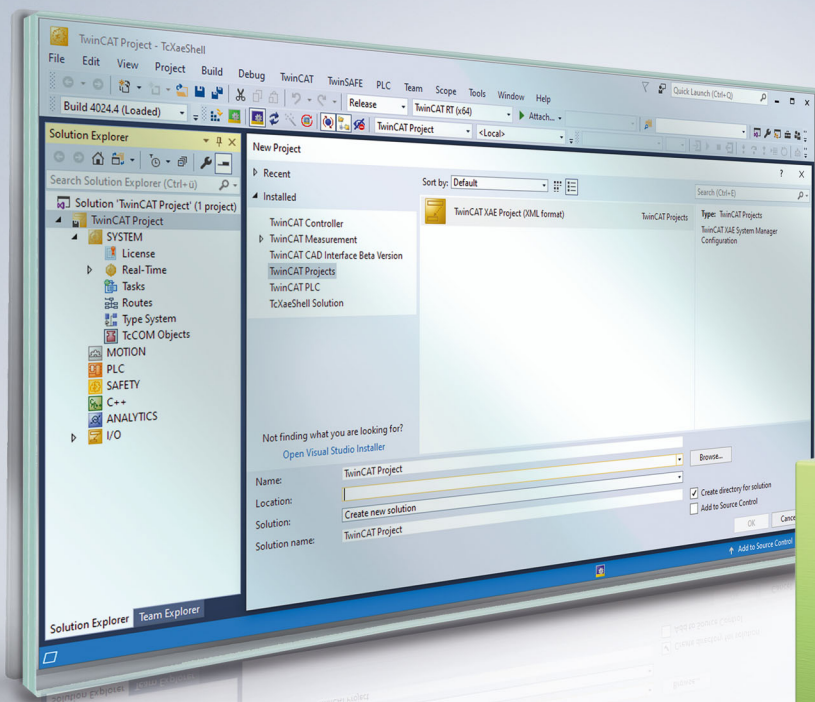 TwinCAT Project - TcXaeShell
File Edit View Project Build Debug TwinCAT TwinSAFE PLC Team Scope Tools Window Help
Quick Launch (Ctrl+Q)
Release TwinCAT RT (x64) Attach...
Build 4024.4 (Loaded) TwinCAT Project <Local>
Solution Explorer
Search Solution Explorer (Ctrl+ü)
Solution 'TwinCAT Project' (1 project)
TwinCAT Project
SYSTEM
License
Real-Time
Tasks
Routes
Type System
TcCOM Objects
MOTION
PLC
SAFETY
C++
ANALYTICS
I/O
Solution Explorer Team Explorer
New Project
? X
Recent
Installed
TwinCAT Controller
TwinCAT Measurement
TwinCAT CAD Interface Beta Version
TwinCAT Projects
TwinCAT PLC
TcXaeShell Solution
Not finding what you are looking for?
Open Visual Studio Installer
Sort by: Default
TwinCAT XAE Project (XML format) TwinCAT Projects
Search (Ctrl+E)
Type: TwinCAT Projects
TwinCAT XAE System Manager
Configuration
Name: TwinCAT Project
Location:
Browse...
Solution: Create new solution
Solution name: TwinCAT Project
Create directory for solution
Add to Source Control
OK Cance
Add to Source Control